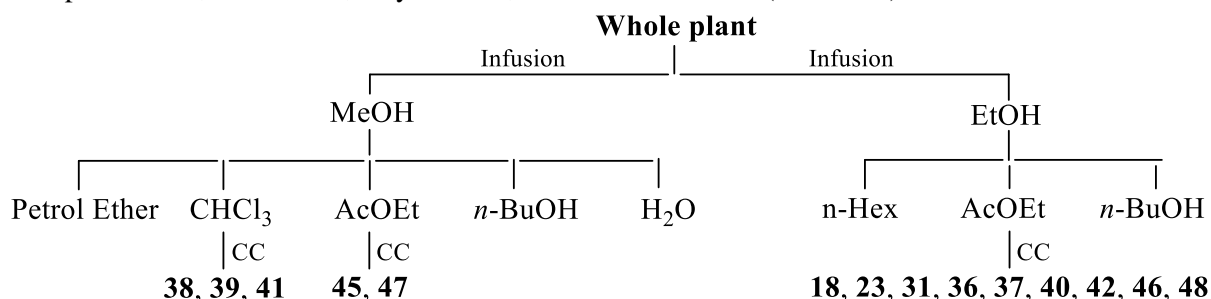 Whole plant
Infusion Infusion
MeOH EtOH
Petrol Ether CHCl₃ AcOEt n-BuOH H₂O n-Hex AcOEt n-BuOH
CC CC CC
38, 39, 41 45, 47 18, 23, 31, 36, 37, 40, 42, 46, 48